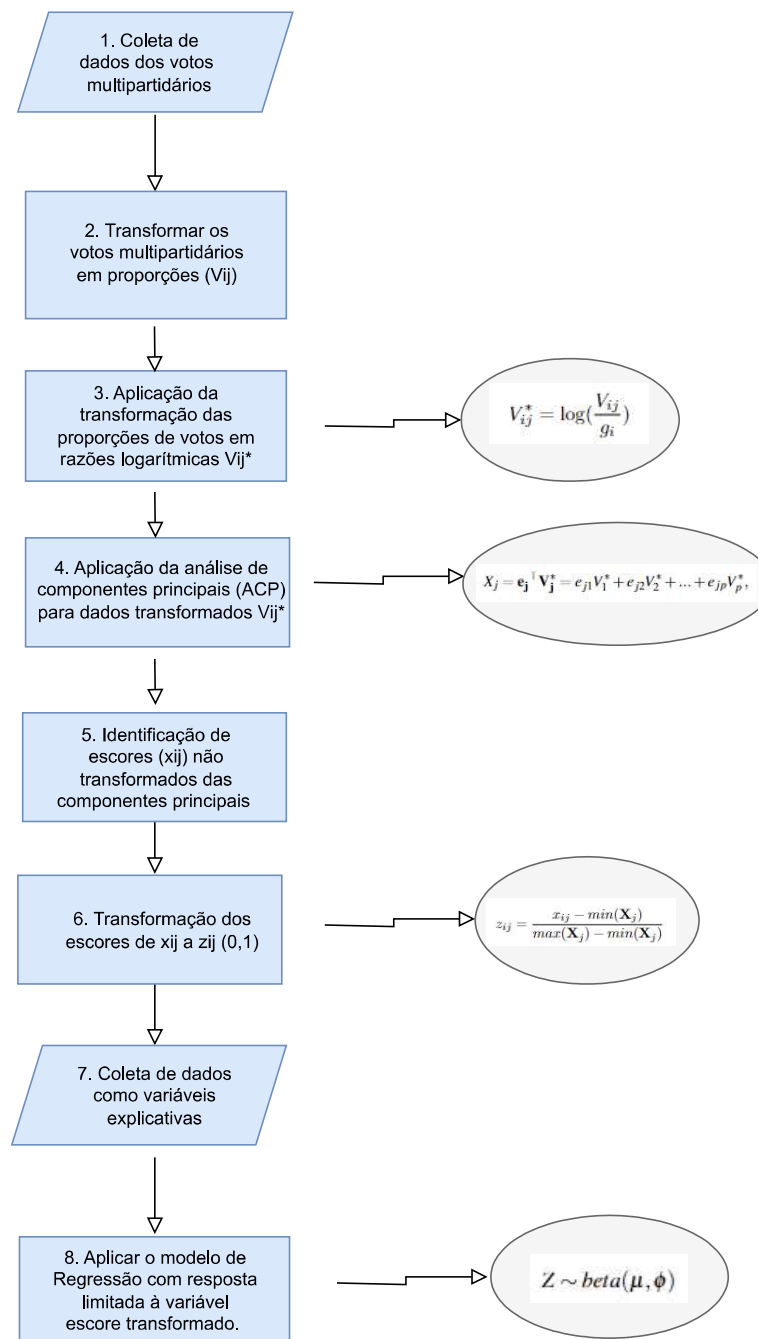 1. Coleta de
dados dos votos
multipartidários
2. Transformar os
votos multipartidários
em proporções (Vij)
3. Aplicação da
transformação das
proporções de votos em
razões logarítmicas Vij*
V*ij = log(Vij/gi)
4. Aplicação da análise de
componentes principais (ACP)
para dados transformados Vij*
Xj = ej⊤V*j = ej1V*1 + ej2V*2 + ... + ejpV*p,
5. Identificação de
escores (xij) não
transformados das
componentes principais
6. Transformação dos
escores de xij a zij (0,1)
zij = (xij − min(Xj))/(max(Xj) − min(Xj))
7. Coleta de dados
como variáveis
explicativas
8. Aplicar o modelo de
Regressão com resposta
limitada à variável
escore transformado.
Z ∼ beta(μ, ϕ)